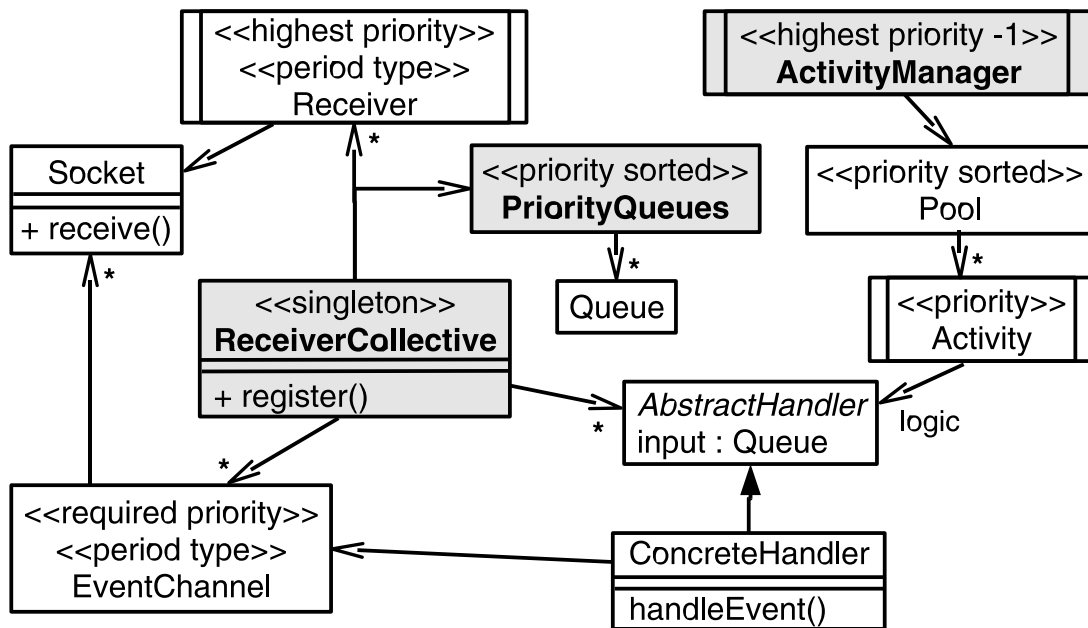 <<highest priority>>
<<period type>>
Receiver
<<highest priority -1>>
ActivityManager
*
Socket
+ receive()
<<priority sorted>>
PriorityQueues
<<priority sorted>>
Pool
*
*
*
<<singleton>>
ReceiverCollective
+ register()
Queue
<<priority>>
Activity
AbstractHandler
input : Queue
*
logic
*
<<required priority>>
<<period type>>
EventChannel
ConcreteHandler
handleEvent()